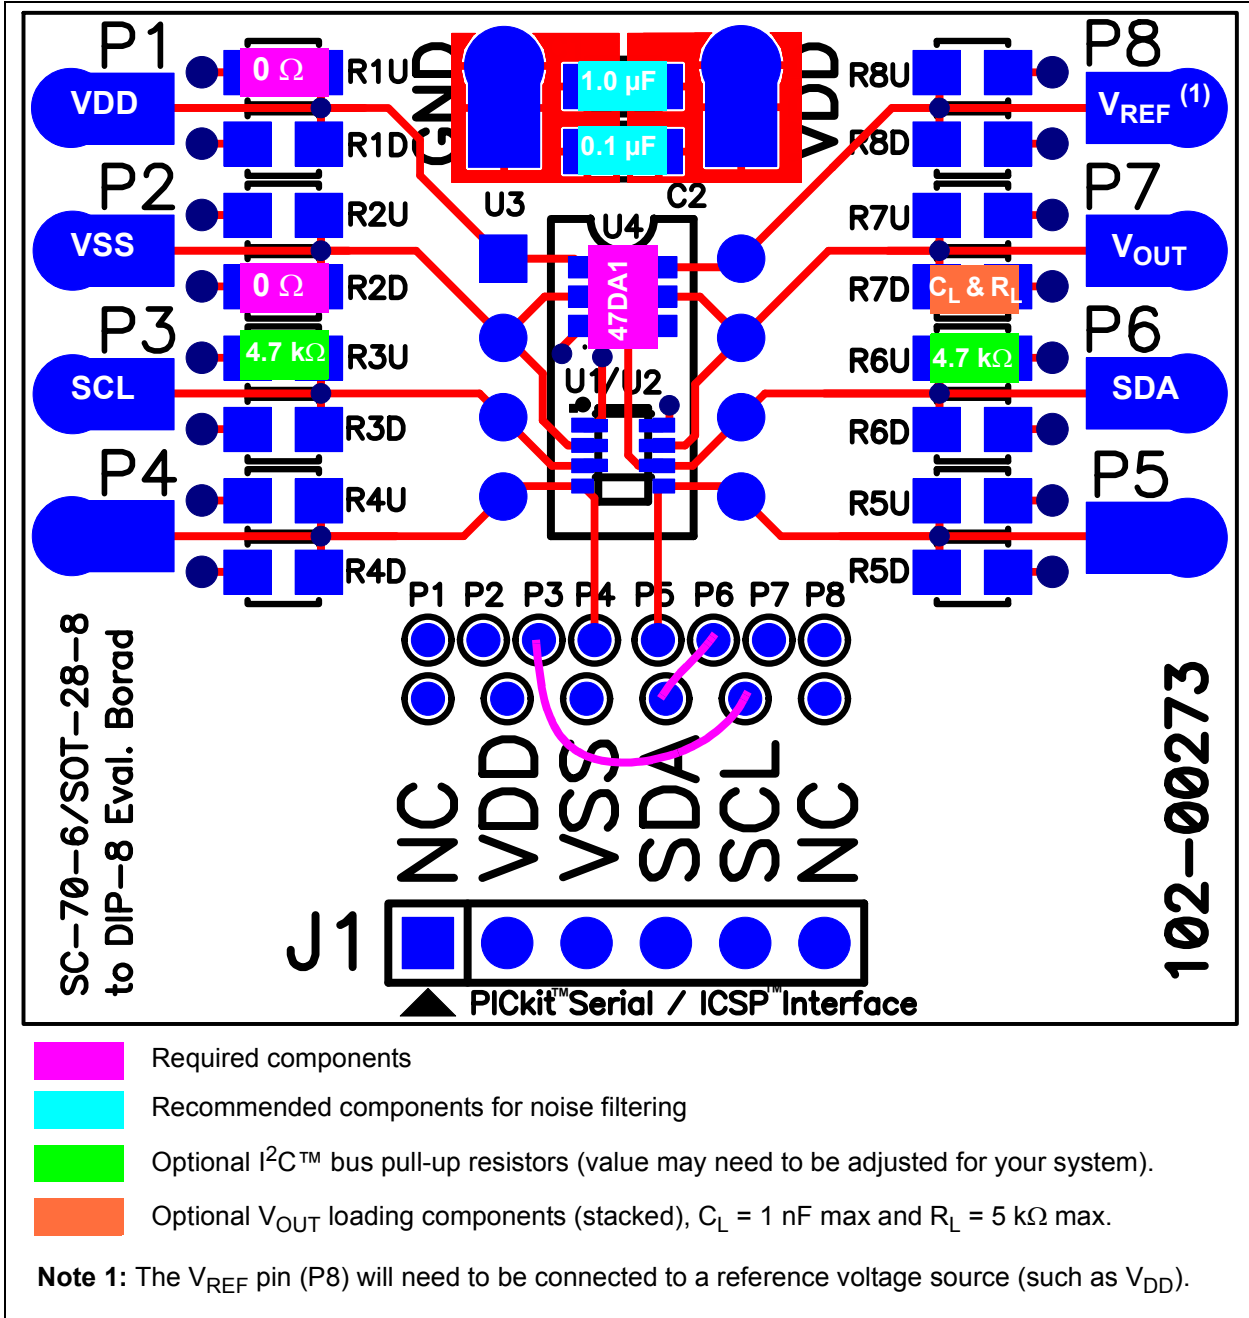 P1
0 Ω
R1U
VDD
R1D
GND
1.0 µF
0.1 µF
VDD
R8U
P8
VREF (1)
R8D
P2
R2U
VSS
0 Ω
R2D
U3
C2
U4
47DA1
R7U
P7
VOUT
R7D
CL & RL
P3
4.7 kΩ
R3U
SCL
R3D
U1/U2
R6U
4.7 kΩ
P6
SDA
R6D
P4
R4U
R4D
R5U
P5
R5D
P1 P2 P3 P4 P5 P6 P7 P8
NC VDD VSS SDA SCL NC
SC-70-6/SOT-28-8
to DIP-8 Eval. Borad
102-00273
J1
PICkit™ Serial / ICSP™ Interface
Required components
Recommended components for noise filtering
Optional I2C™ bus pull-up resistors (value may need to be adjusted for your system).
Optional VOUT loading components (stacked), CL = 1 nF max and RL = 5 kΩ max.
Note 1: The VREF pin (P8) will need to be connected to a reference voltage source (such as VDD).